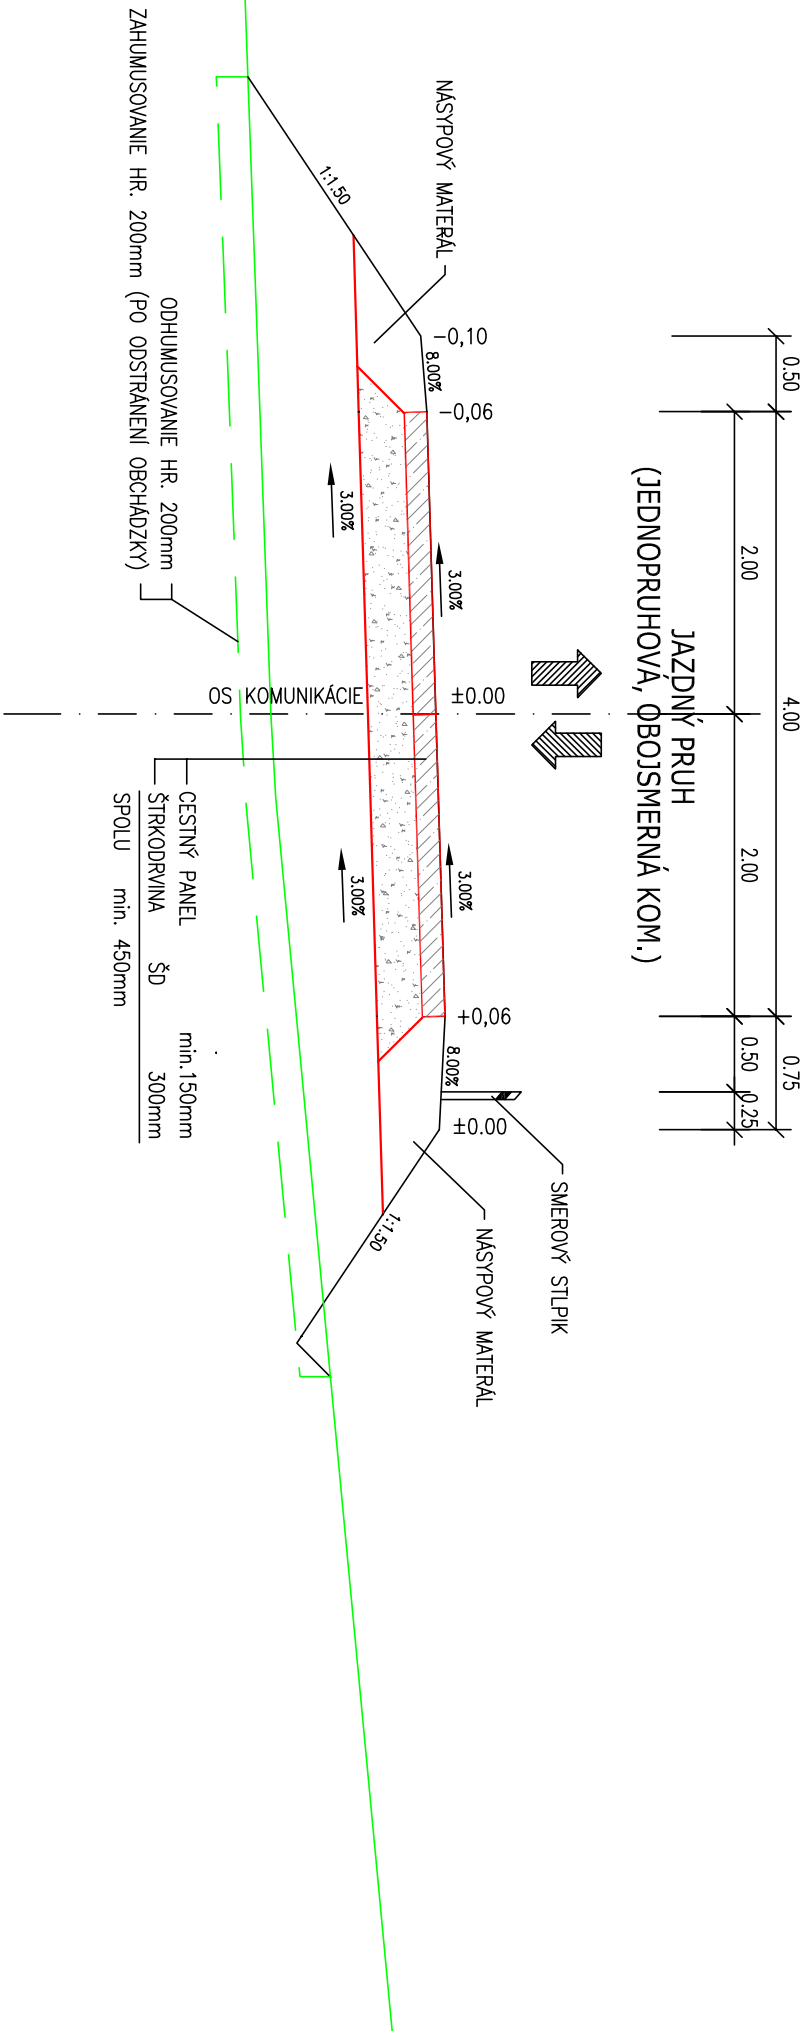 0.50
4.00
0.75
2.00
2.00
0.50
0.25
JAZDNÝ PRUH
(JEDNOPRUHOVÁ, OBOJSMERNÁ KOM.)
SMEROVÝ STLPIK
NÁSYPOVÝ MATERÁL
NÁSYPOVÝ MATERÁL
-0,10
-0,06
±0.00
+0,06
±0.00
8.00%
3.00%
3.00%
8.00%
3.00%
3.00%
1:1.50
1:1.50
OS KOMUNIKÁCIE
CESTNÝ PANEL min.150mm
ŠTRKODRVINA ŠD 300mm
SPOLU min. 450mm
ODHUMUSOVANIE HR. 200mm
ZAHUMUSOVANIE HR. 200mm (PO ODSTRÁNENÍ OBCHÁDZKY)